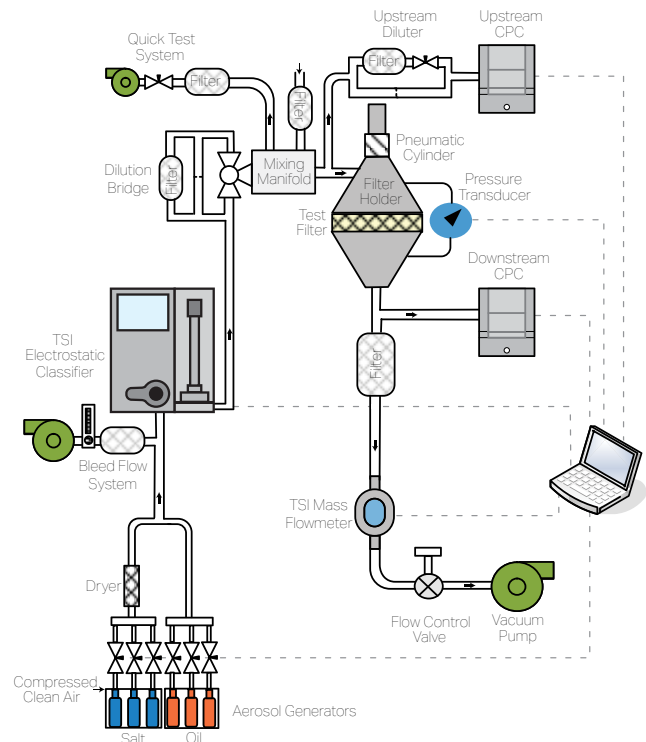 Quick Test
System
Filter
Filter
Upstream
Diluter
Filter
Upstream
CPC
Dilution
Bridge
Filter
Mixing
Manifold
Pneumatic
Cylinder
Filter
Holder
Test
Filter
Pressure
Transducer
Downstream
CPC
TSI
Electrostatic
Classifier
Filter
Bleed Flow
System
TSI Mass
Flowmeter
Dryer
Flow Control
Valve
Vacuum
Pump
Compressed
Clean Air
Salt
Oil
Aerosol Generators